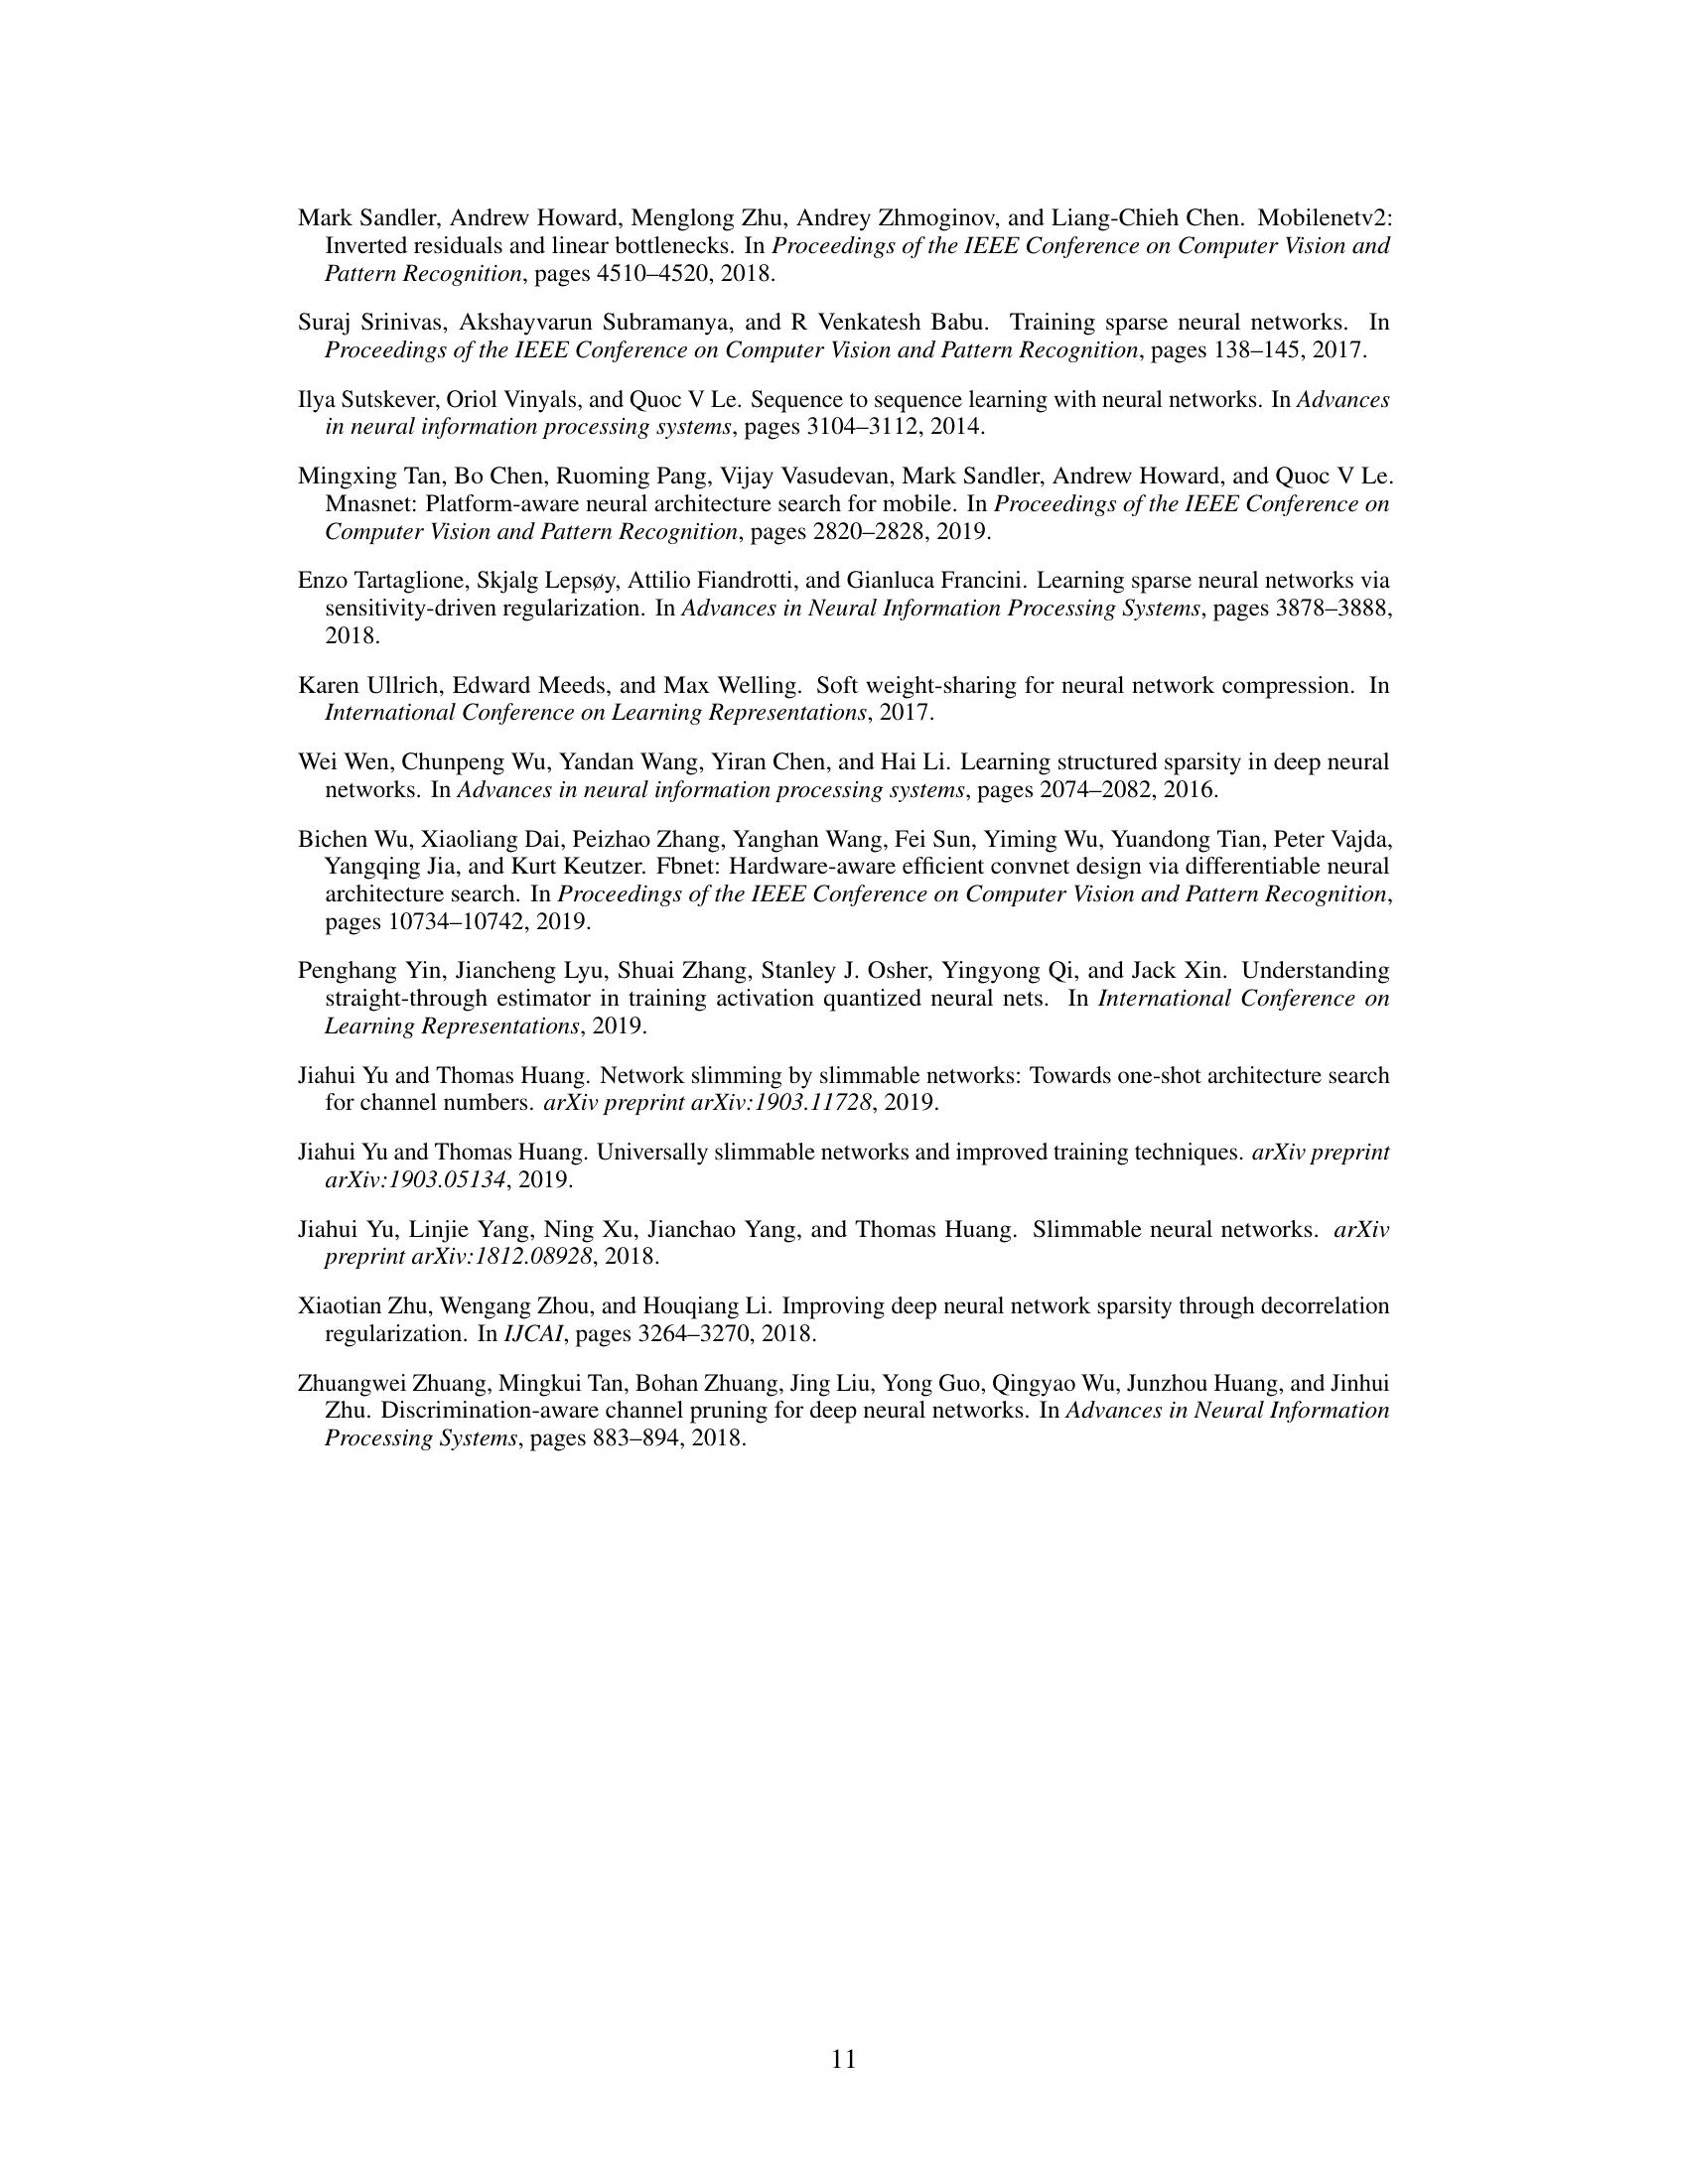 Mark Sandler, Andrew Howard, Menglong Zhu, Andrey Zhmoginov, and Liang-Chieh Chen. Mobilenetv2:
Inverted residuals and linear bottlenecks. In Proceedings of the IEEE Conference on Computer Vision and
Pattern Recognition, pages 4510–4520, 2018.
Suraj Srinivas, Akshayvarun Subramanya, and R Venkatesh Babu. Training sparse neural networks. In
Proceedings of the IEEE Conference on Computer Vision and Pattern Recognition, pages 138–145, 2017.
Ilya Sutskever, Oriol Vinyals, and Quoc V Le. Sequence to sequence learning with neural networks. In Advances
in neural information processing systems, pages 3104–3112, 2014.
Mingxing Tan, Bo Chen, Ruoming Pang, Vijay Vasudevan, Mark Sandler, Andrew Howard, and Quoc V Le.
Mnasnet: Platform-aware neural architecture search for mobile. In Proceedings of the IEEE Conference on
Computer Vision and Pattern Recognition, pages 2820–2828, 2019.
Enzo Tartaglione, Skjalg Lepsøy, Attilio Fiandrotti, and Gianluca Francini. Learning sparse neural networks via
sensitivity-driven regularization. In Advances in Neural Information Processing Systems, pages 3878–3888,
2018.
Karen Ullrich, Edward Meeds, and Max Welling. Soft weight-sharing for neural network compression. In
International Conference on Learning Representations, 2017.
Wei Wen, Chunpeng Wu, Yandan Wang, Yiran Chen, and Hai Li. Learning structured sparsity in deep neural
networks. In Advances in neural information processing systems, pages 2074–2082, 2016.
Bichen Wu, Xiaoliang Dai, Peizhao Zhang, Yanghan Wang, Fei Sun, Yiming Wu, Yuandong Tian, Peter Vajda,
Yangqing Jia, and Kurt Keutzer. Fbnet: Hardware-aware efficient convnet design via differentiable neural
architecture search. In Proceedings of the IEEE Conference on Computer Vision and Pattern Recognition,
pages 10734–10742, 2019.
Penghang Yin, Jiancheng Lyu, Shuai Zhang, Stanley J. Osher, Yingyong Qi, and Jack Xin. Understanding
straight-through estimator in training activation quantized neural nets. In International Conference on
Learning Representations, 2019.
Jiahui Yu and Thomas Huang. Network slimming by slimmable networks: Towards one-shot architecture search
for channel numbers. arXiv preprint arXiv:1903.11728, 2019.
Jiahui Yu and Thomas Huang. Universally slimmable networks and improved training techniques. arXiv preprint
arXiv:1903.05134, 2019.
Jiahui Yu, Linjie Yang, Ning Xu, Jianchao Yang, and Thomas Huang. Slimmable neural networks. arXiv
preprint arXiv:1812.08928, 2018.
Xiaotian Zhu, Wengang Zhou, and Houqiang Li. Improving deep neural network sparsity through decorrelation
regularization. In IJCAI, pages 3264–3270, 2018.
Zhuangwei Zhuang, Mingkui Tan, Bohan Zhuang, Jing Liu, Yong Guo, Qingyao Wu, Junzhou Huang, and Jinhui
Zhu. Discrimination-aware channel pruning for deep neural networks. In Advances in Neural Information
Processing Systems, pages 883–894, 2018.
11